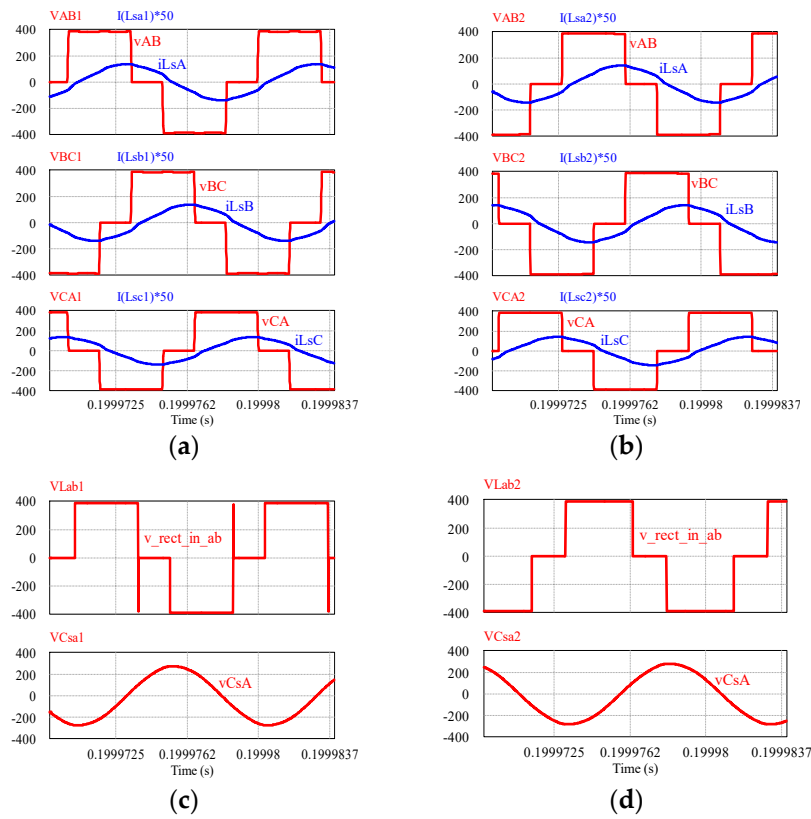 VAB1 I(Lsa1)*50
400
200
0
-200
-400
vAB
iLsA
VBC1 I(Lsb1)*50
400
200
0
-200
-400
vBC
iLsB
VCA1 I(Lsc1)*50
400
200
0
-200
-400
vCA
iLsC
0.1999725 0.1999762 0.19998 0.1999837
Time (s)
(a)
VAB2 I(Lsa2)*50
400
200
0
-200
-400
vAB
iLsA
VBC2 I(Lsb2)*50
400
200
0
-200
-400
vBC
iLsB
VCA2 I(Lsc2)*50
400
200
0
-200
-400
vCA
iLsC
0.1999725 0.1999762 0.19998 0.1999837
Time (s)
(b)
VLab1
400
200
0
-200
-400
v_rect_in_ab
VCsa1
400
200
0
-200
-400
vCsA
0.1999725 0.1999762 0.19998 0.1999837
Time (s)
(c)
VLab2
400
200
0
-200
-400
v_rect_in_ab
VCsa2
400
200
0
-200
-400
vCsA
0.1999725 0.1999762 0.19998 0.1999837
Time (s)
(d)